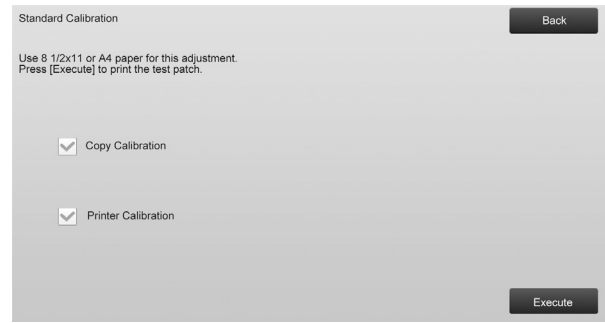 Standard Calibration
Back
Use 8 1/2x11 or A4 paper for this adjustment.
Press [Execute] to print the test patch.
Copy Calibration
Printer Calibration
Execute